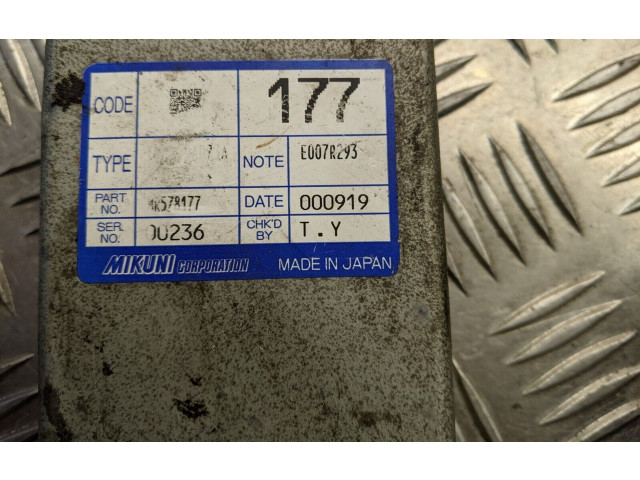 CODE 177
TYPE NOTE E007R293
PART NO. DATE 000919
SER. NO. 00236 CHK'D BY T.Y
MIKUNI CORPORATION MADE IN JAPAN